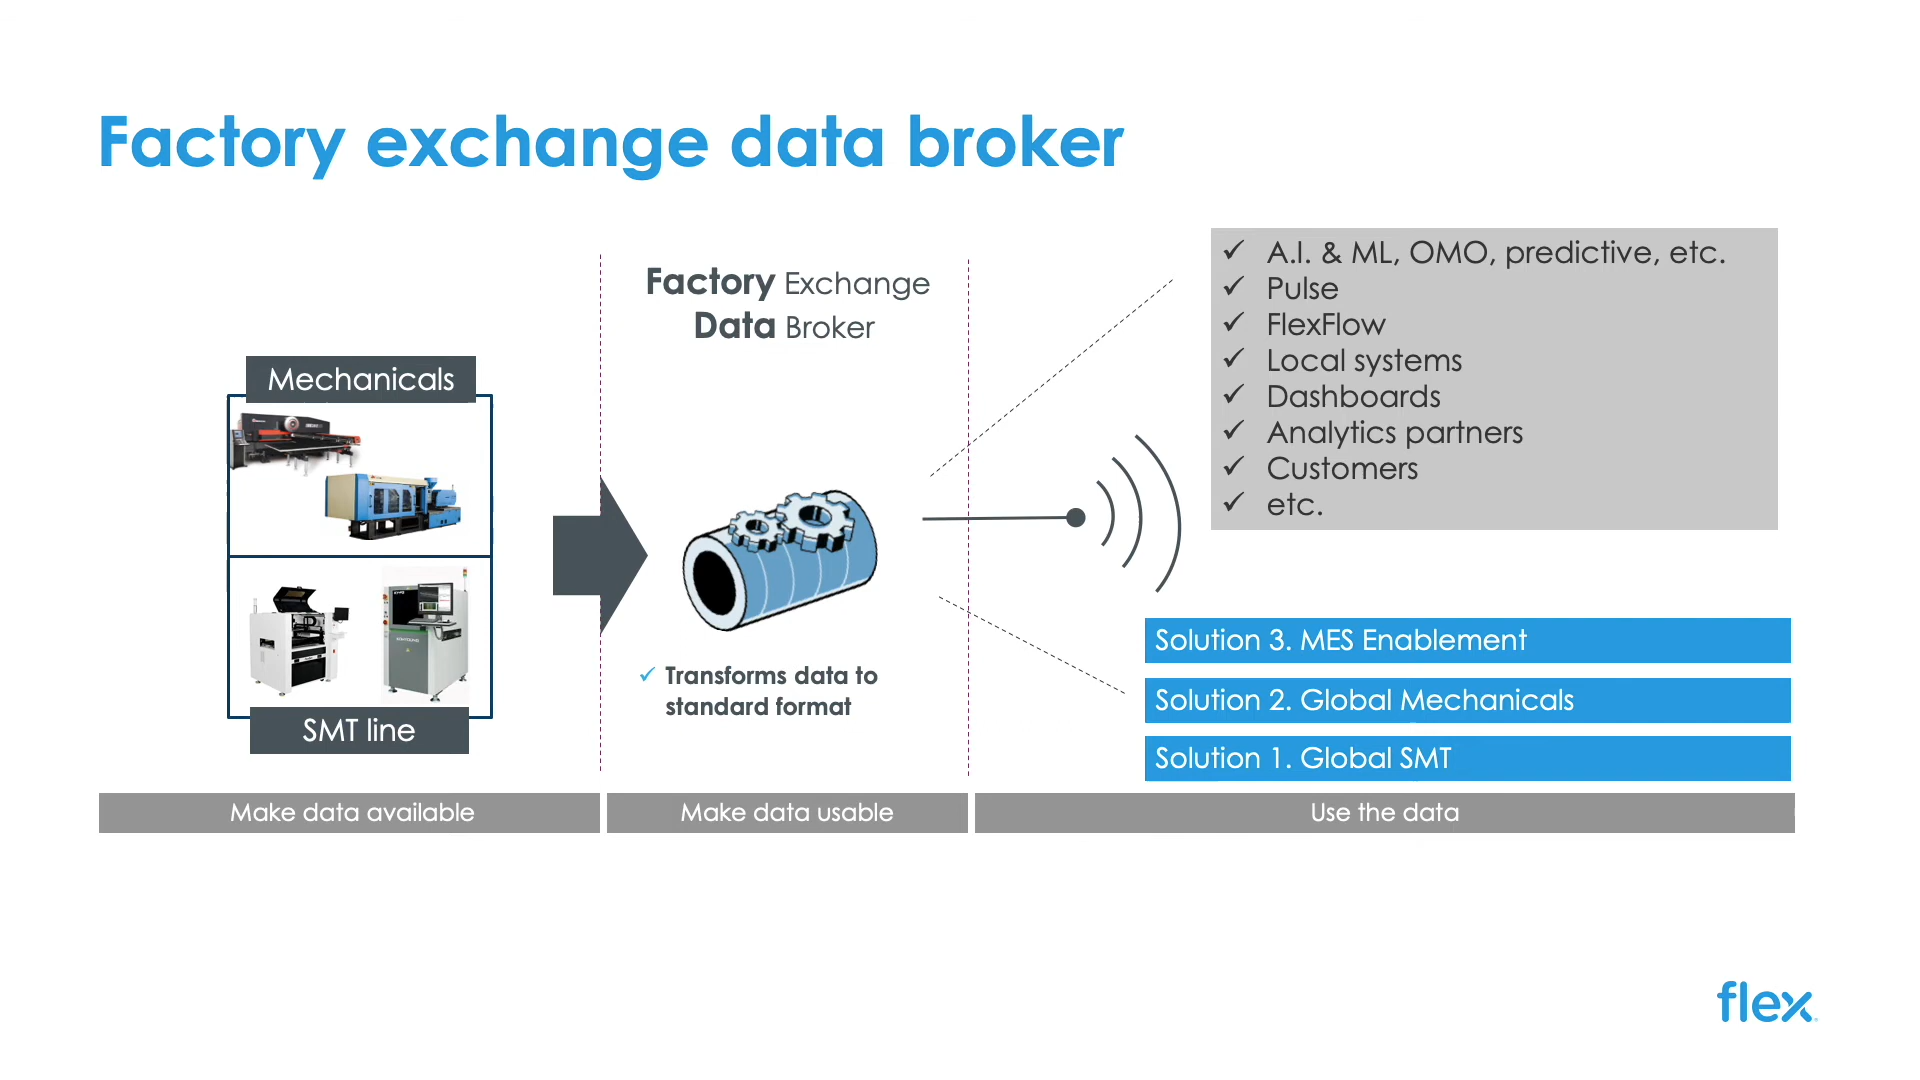 Factory exchange data broker
Factory Exchange
Data Broker
Mechanicals
SMT line
✓ Transforms data to
standard format
✓ A.I. & ML, OMO, predictive, etc.
✓ Pulse
✓ FlexFlow
✓ Local systems
✓ Dashboards
✓ Analytics partners
✓ Customers
✓ etc.
Solution 3. MES Enablement
Solution 2. Global Mechanicals
Solution 1. Global SMT
Make data available
Make data usable
Use the data
flex